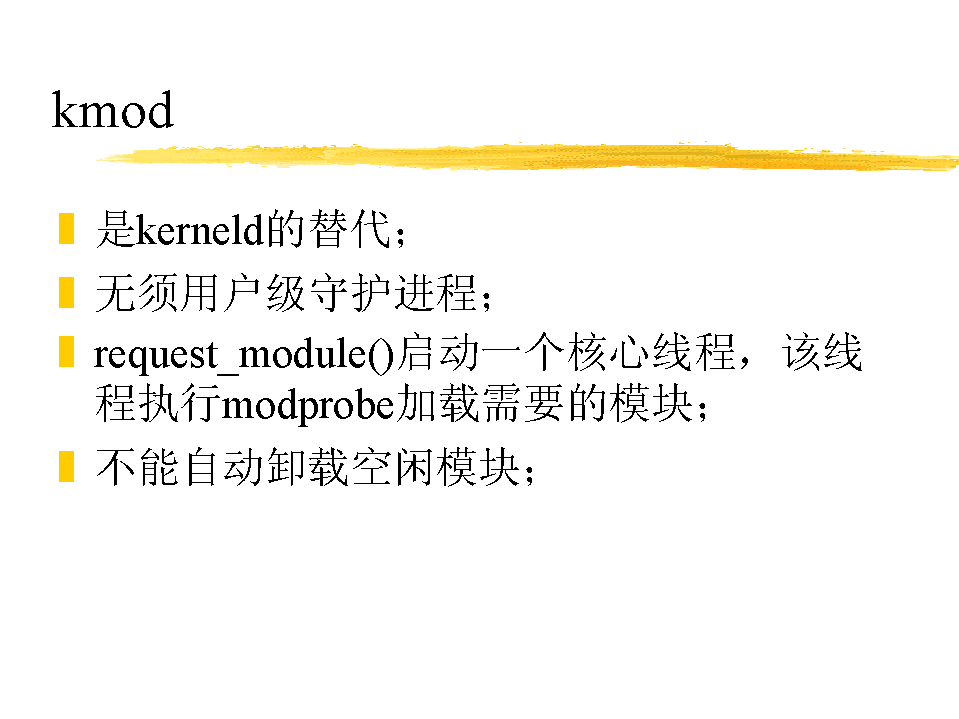 kmod
是kerneld的替代；
无须用户级守护进程；
request_module()启动一个核心线程，该线
程执行modprobe加载需要的模块；
不能自动卸载空闲模块；